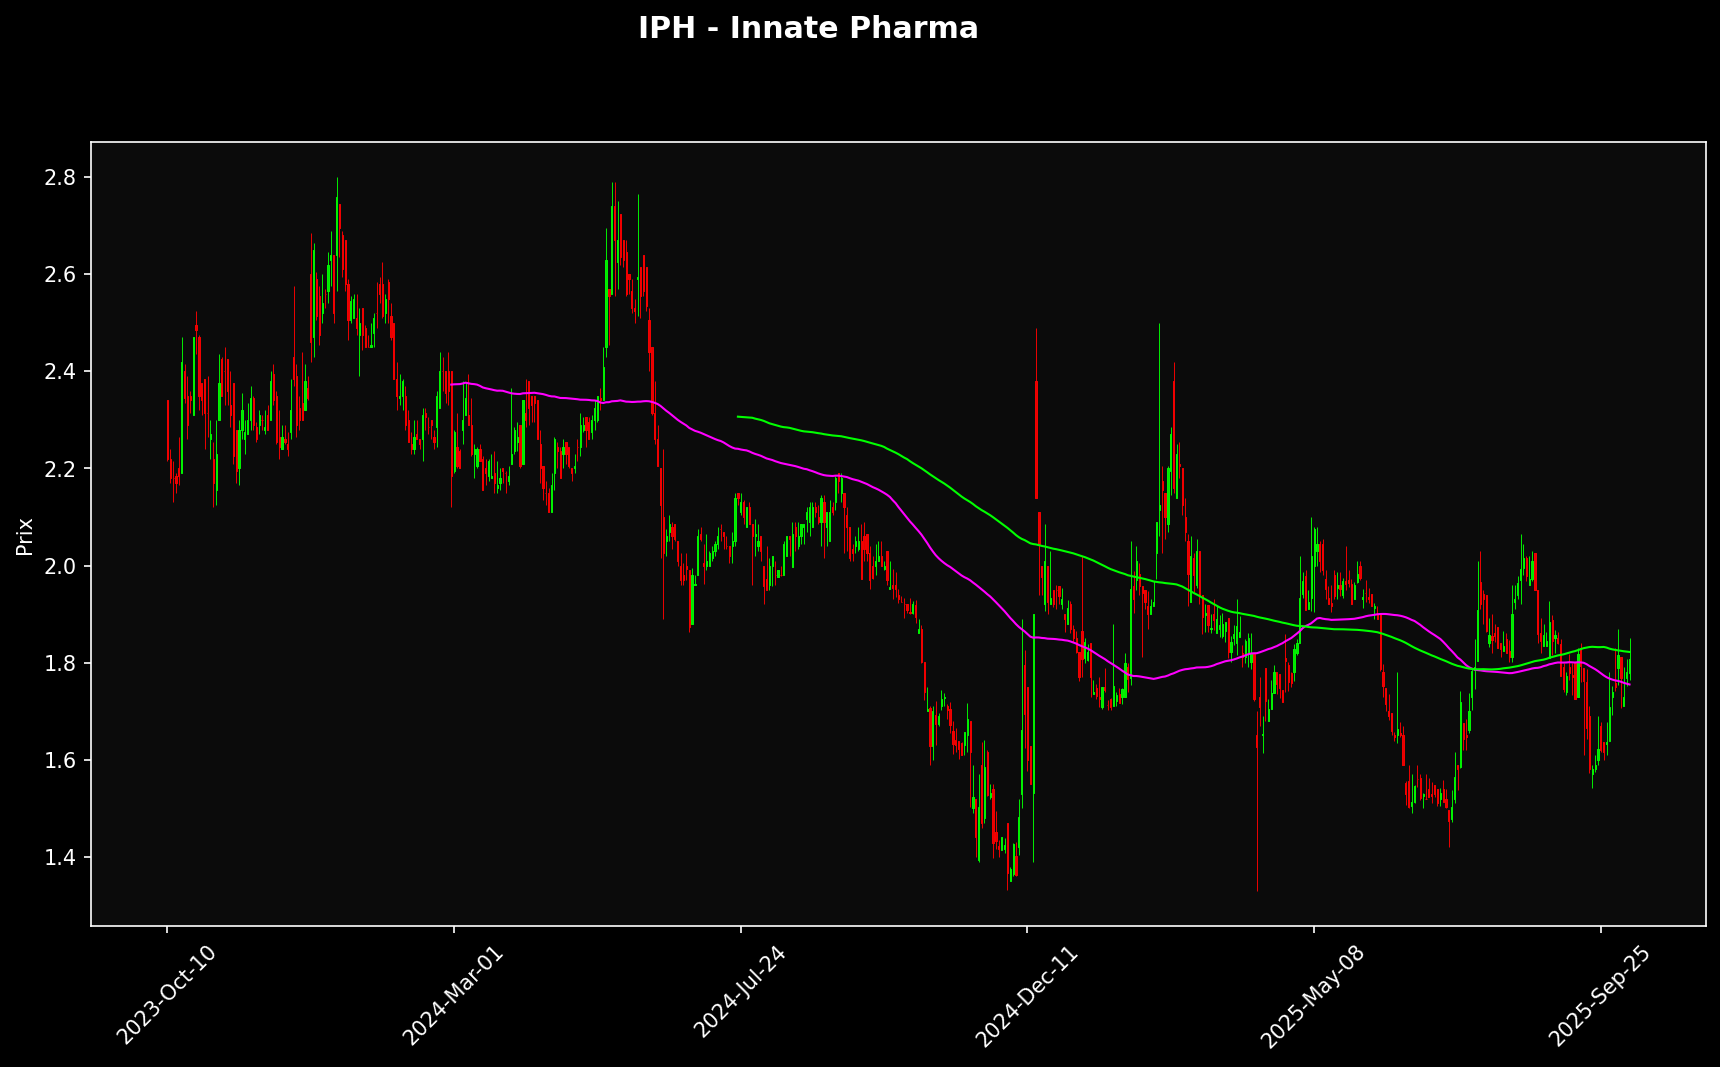 IPH - Innate Pharma
Prix
2.8
2.6
2.4
2.2
2.0
1.8
1.6
1.4
2023-Oct-10
2024-Mar-01
2024-Jul-24
2024-Dec-11
2025-May-08
2025-Sep-25